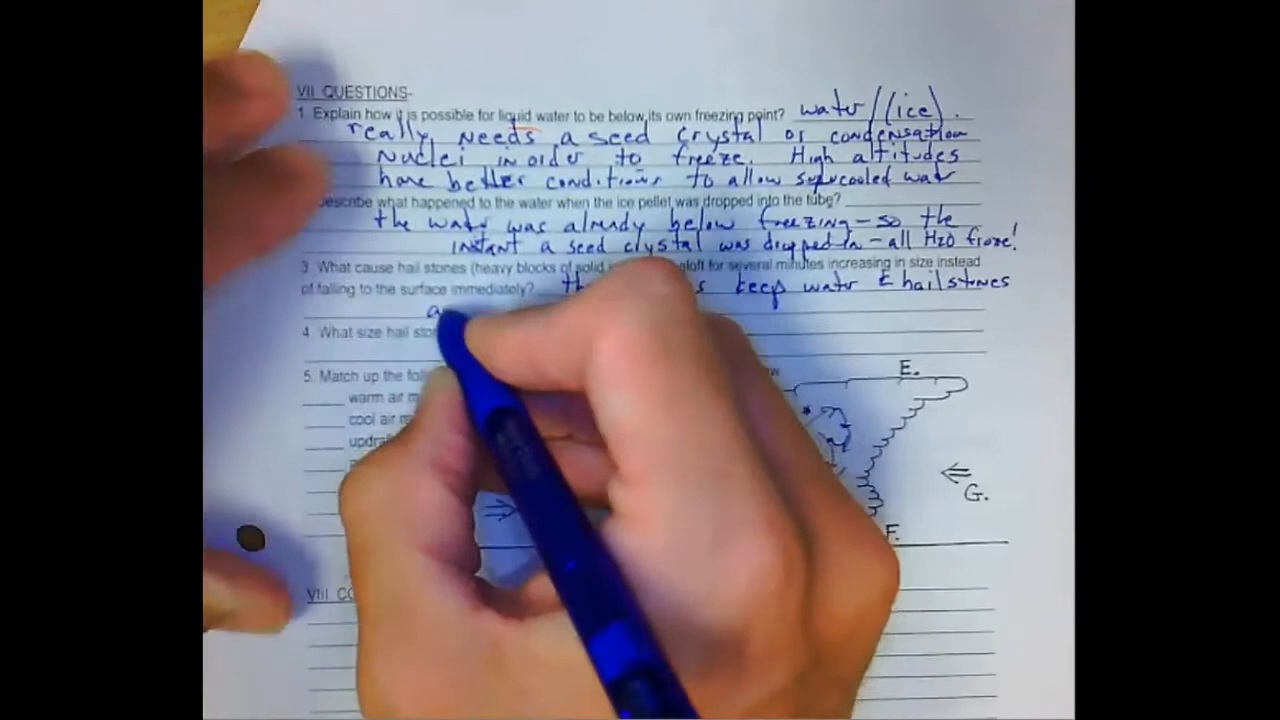 VII QUESTIONS-
1 Explain how it is possible for liquid water to be below its own freezing point? water/(ice).
really needs a seed crystal or condensation
nuclei in order to freeze. High altitudes
have better conditions to allow supercooled water
escribe what happened to the water when the ice pellet was dropped into the tube?
the water was already below freezing - so the
instant a seed crystal was dropped in - all H2O froze!
3 What cause hail stones (heavy blocks of solid aloft for several minutes increasing in size instead
of falling to the surface immediately? th s keep water & hailstones
a
4 What size hail sto
5. Match up the foll w
warm air m
cool air m
updra
E.
G.
F.
VIII CO